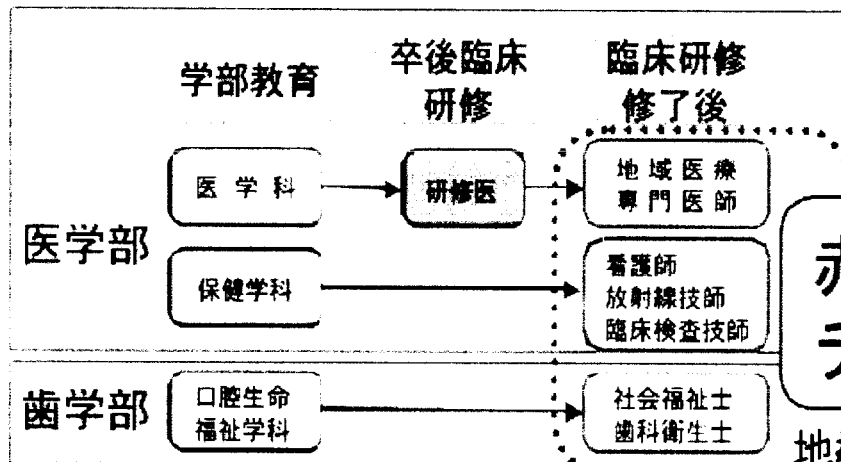 学部教育
卒後臨床
研修
臨床研修
修了後
医学部
医学科
研修医
地域医療
専門医師
保健学科
看護師
放射線技師
臨床検査技師
歯学部
口腔生命
福祉学科
社会福祉士
歯科衛生士
赤
地